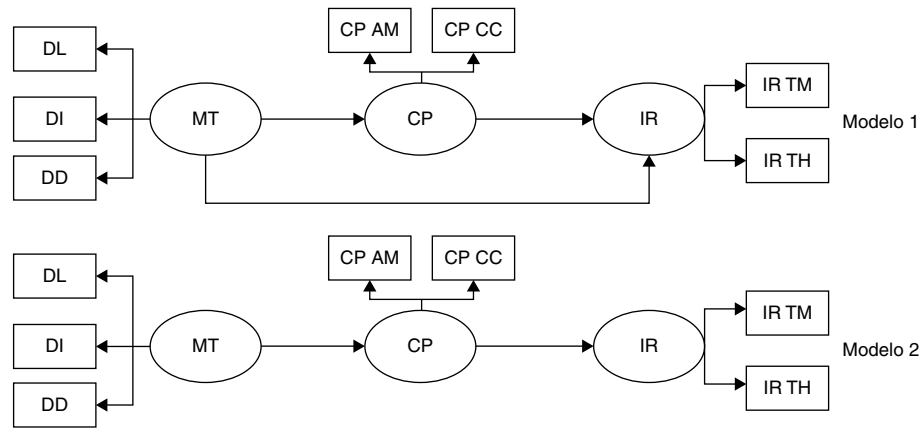 CP AM
CP CC
DL
DI
DD
MT
CP
IR
IR TM
IR TH
Modelo 1
CP AM
CP CC
DL
DI
DD
MT
CP
IR
IR TM
IR TH
Modelo 2